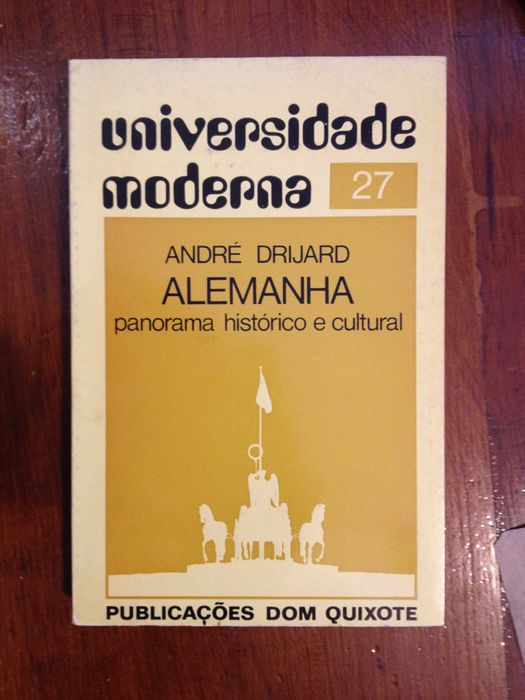 universidade
moderna 27
ANDRÉ DRIJARD
ALEMANHA
panorama histórico e cultural
PUBLICAÇÕES DOM QUIXOTE